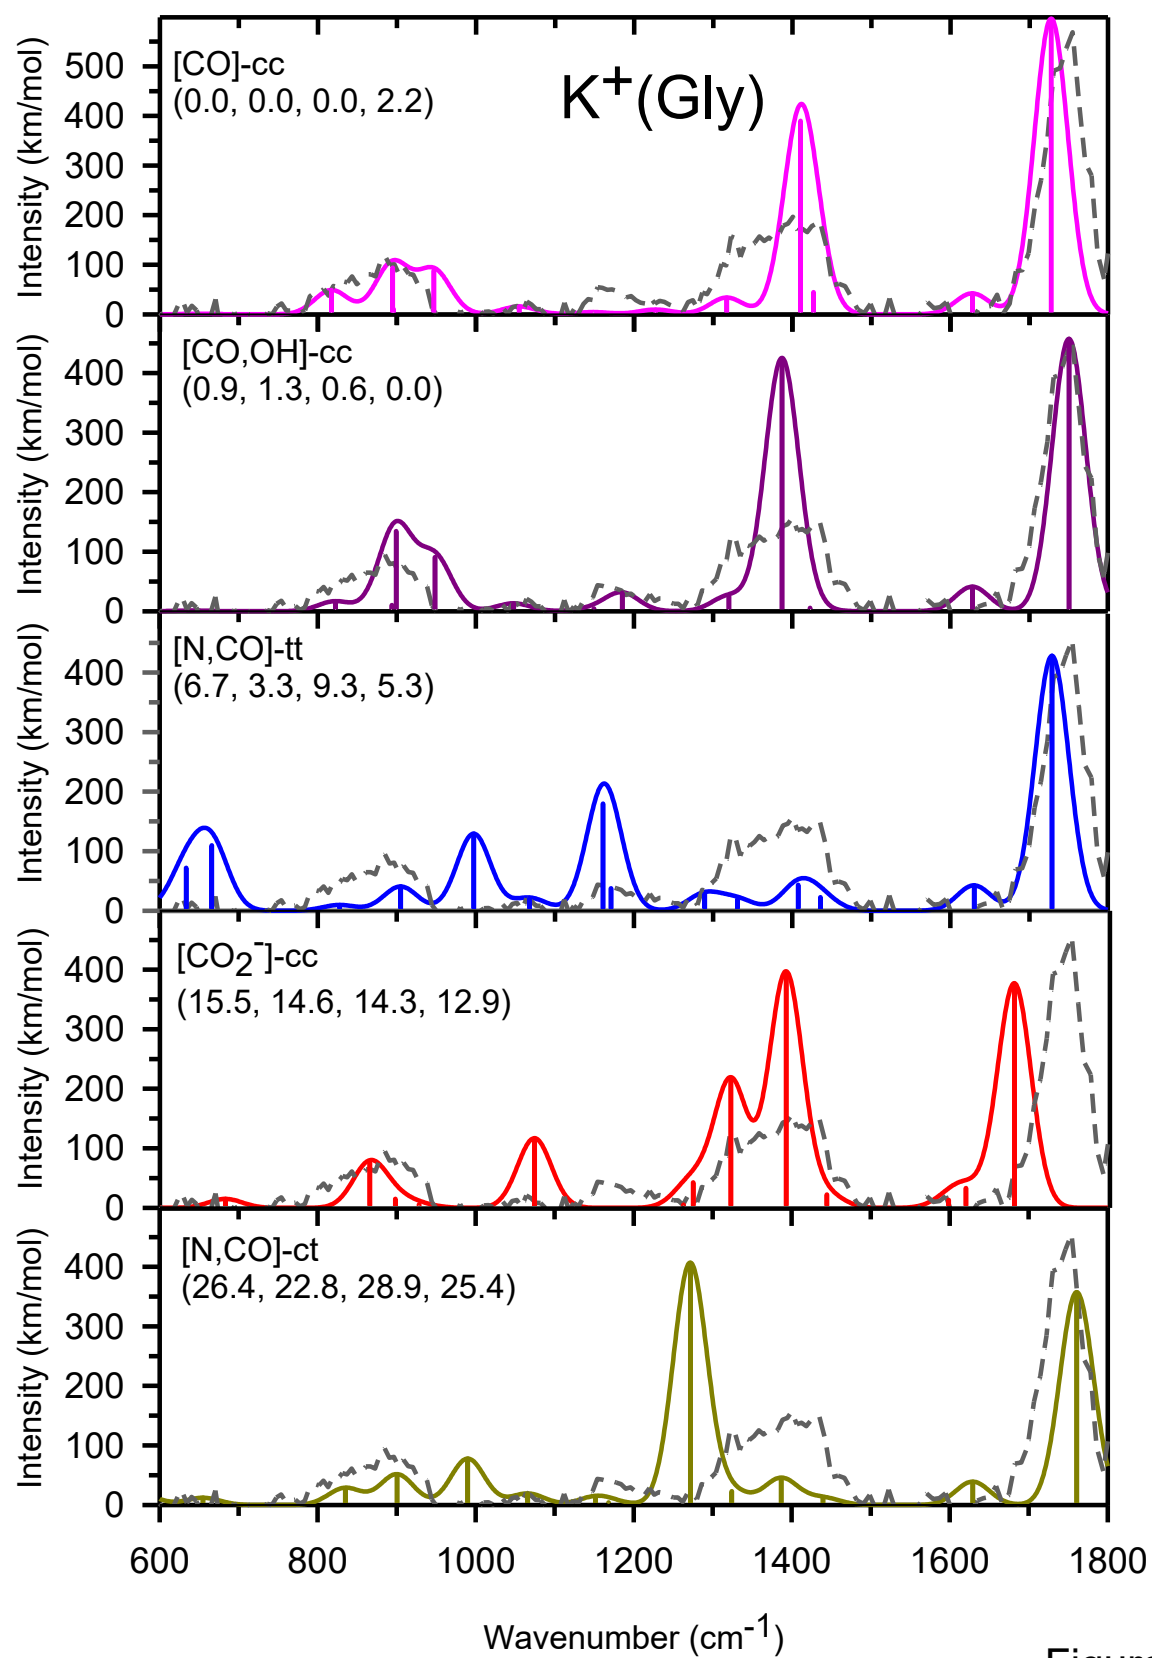 [CO]-cc
(0.0, 0.0, 0.0, 2.2)
K+(Gly)
Intensity (km/mol)
500
400
300
200
100
0
[CO,OH]-cc
(0.9, 1.3, 0.6, 0.0)
Intensity (km/mol)
400
300
200
100
0
[N,CO]-tt
(6.7, 3.3, 9.3, 5.3)
Intensity (km/mol)
400
300
200
100
0
[CO2-]-cc
(15.5, 14.6, 14.3, 12.9)
Intensity (km/mol)
400
300
200
100
0
[N,CO]-ct
(26.4, 22.8, 28.9, 25.4)
Intensity (km/mol)
400
300
200
100
0
600 800 1000 1200 1400 1600 1800
Wavenumber (cm-1)